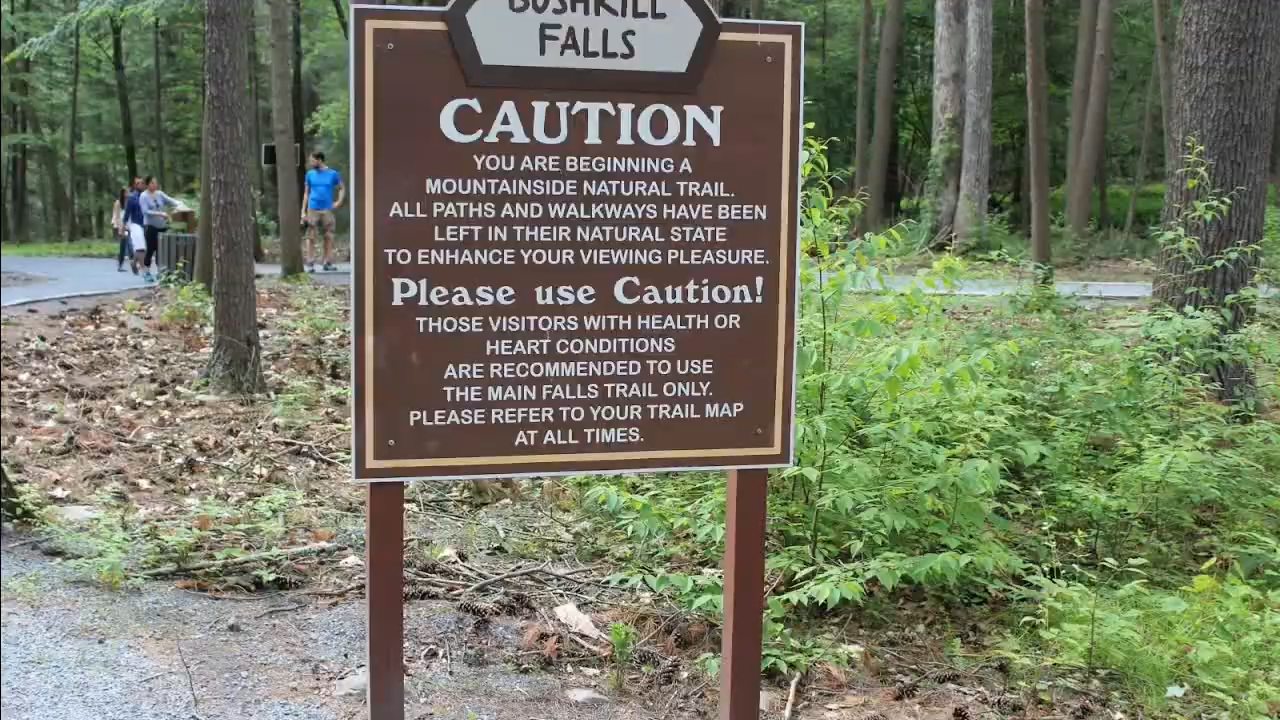 BUSHKILL
FALLS
CAUTION
YOU ARE BEGINNING A
MOUNTAINSIDE NATURAL TRAIL.
ALL PATHS AND WALKWAYS HAVE BEEN
LEFT IN THEIR NATURAL STATE
TO ENHANCE YOUR VIEWING PLEASURE.
Please use Caution!
THOSE VISITORS WITH HEALTH OR
HEART CONDITIONS
ARE RECOMMENDED TO USE
THE MAIN FALLS TRAIL ONLY.
PLEASE REFER TO YOUR TRAIL MAP
AT ALL TIMES.